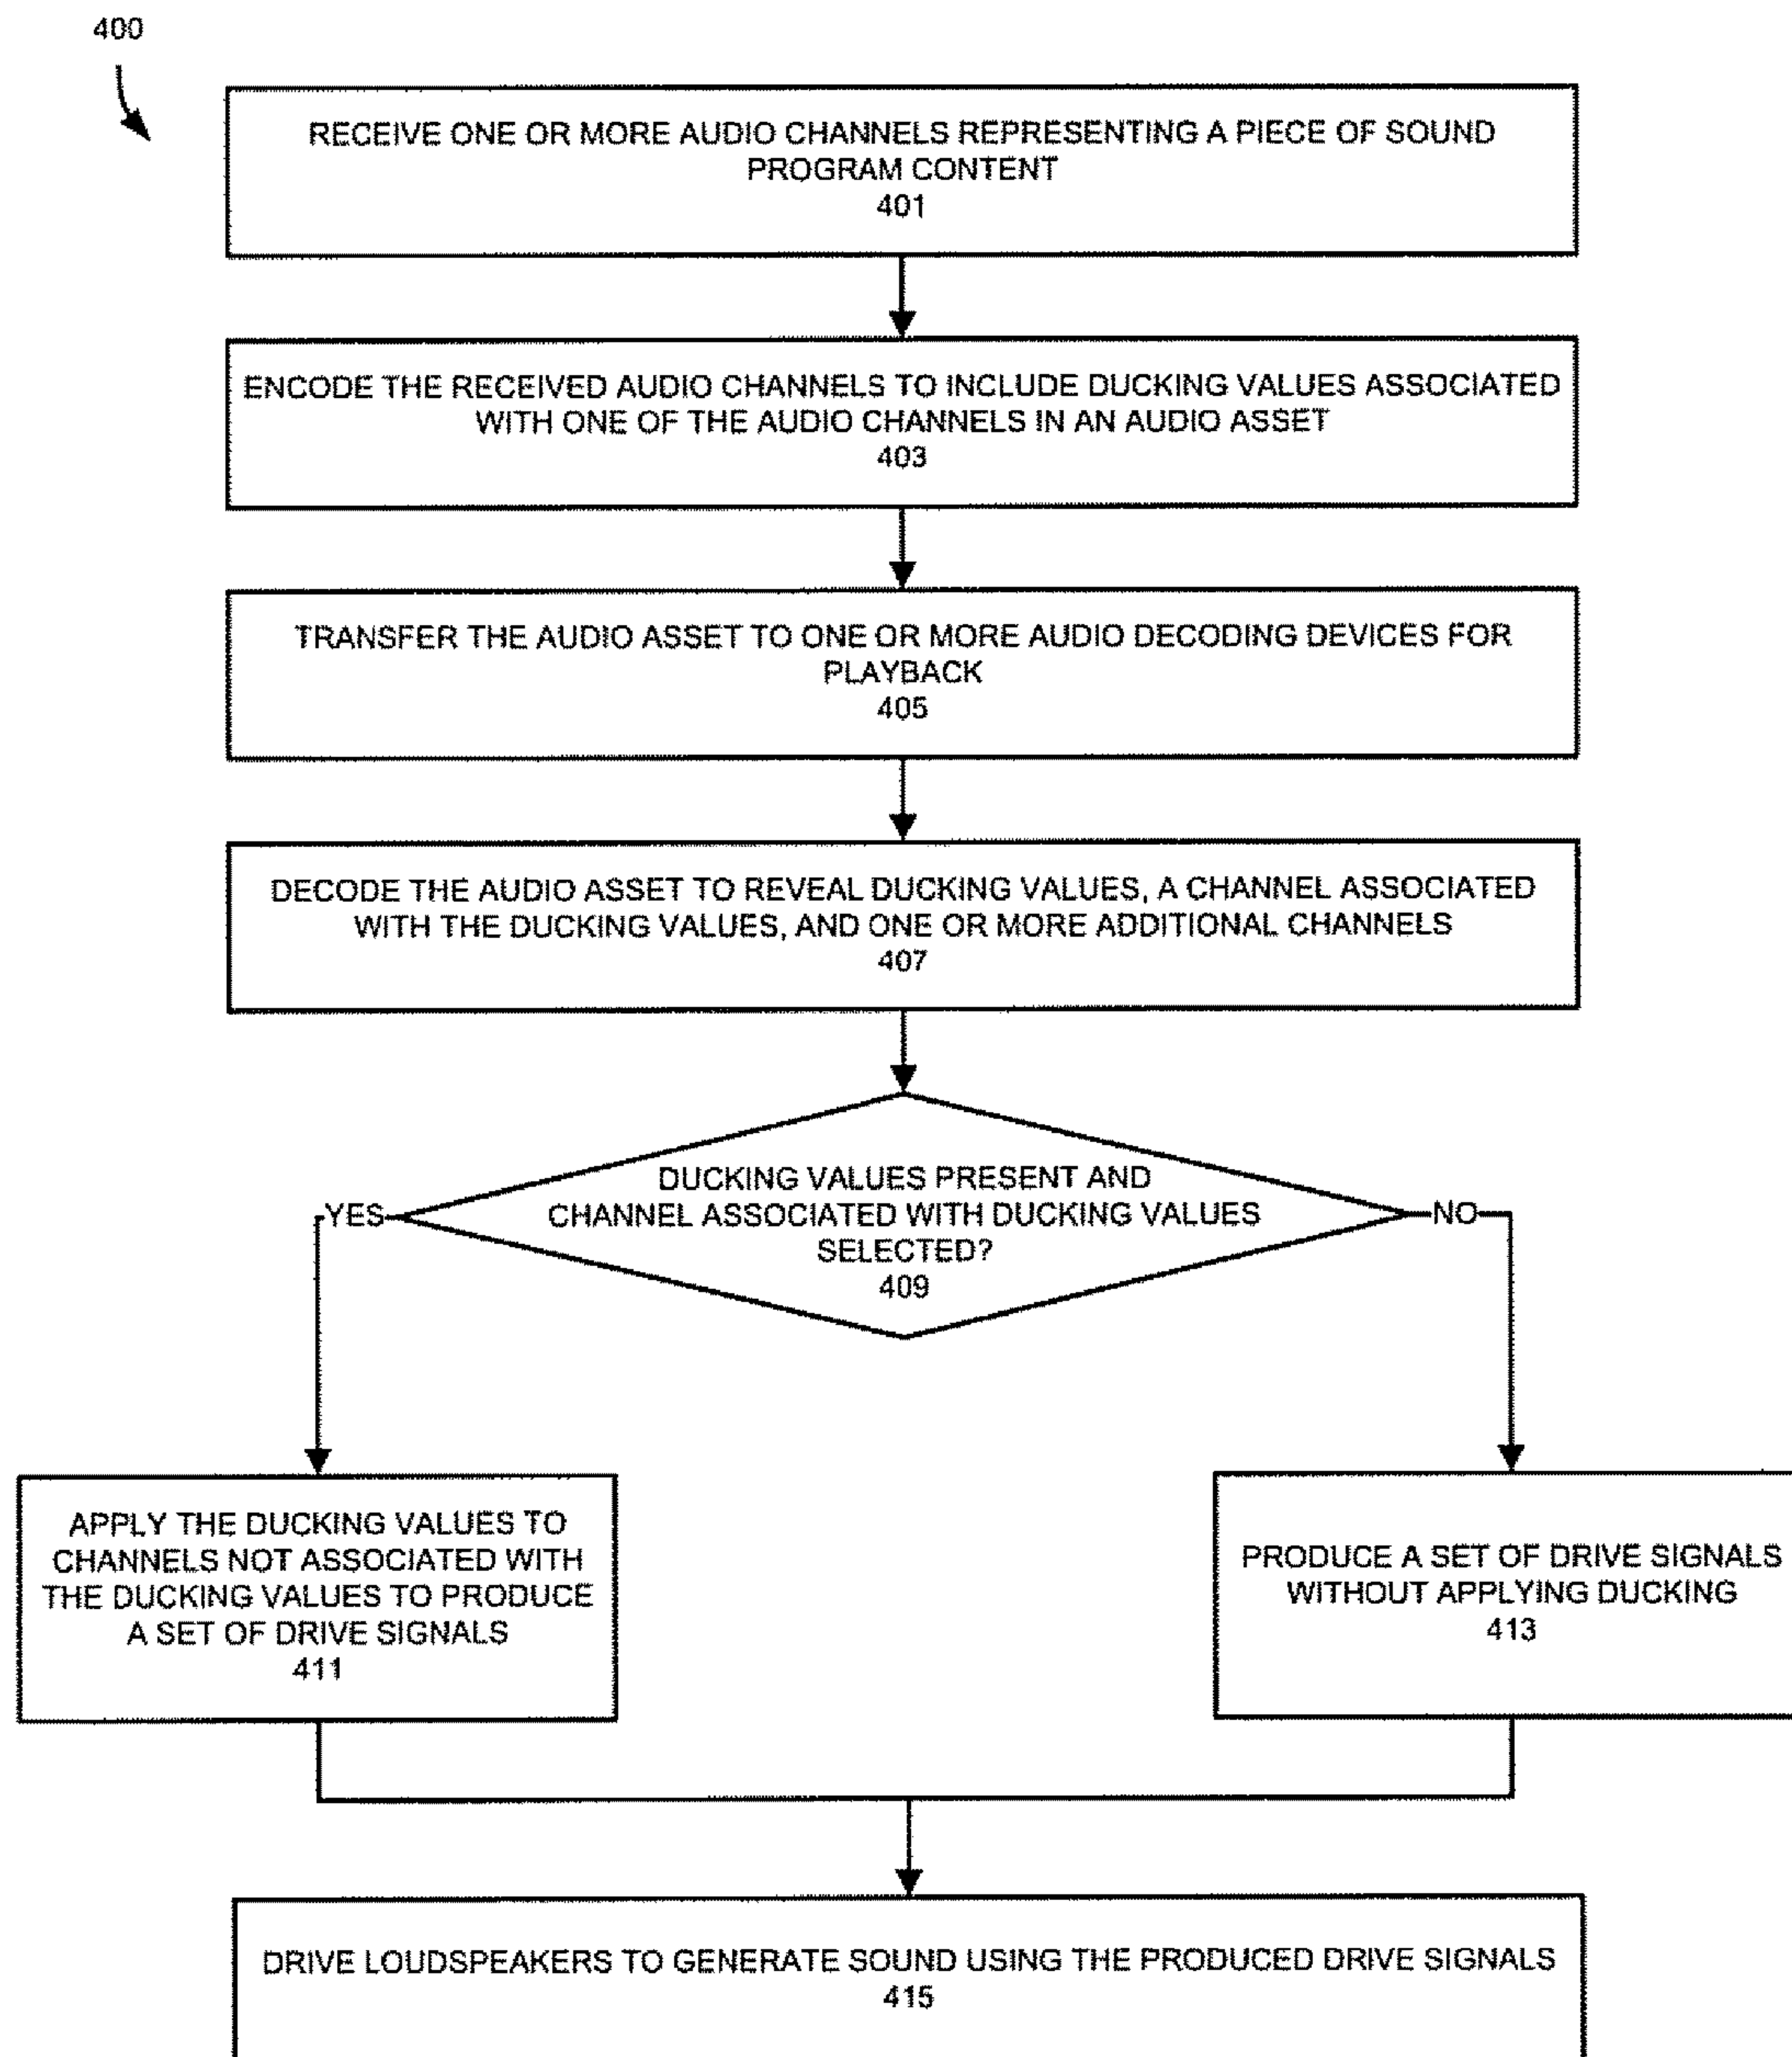 400
RECEIVE ONE OR MORE AUDIO CHANNELS REPRESENTING A PIECE OF SOUND
PROGRAM CONTENT
401
ENCODE THE RECEIVED AUDIO CHANNELS TO INCLUDE DUCKING VALUES ASSOCIATED
WITH ONE OF THE AUDIO CHANNELS IN AN AUDIO ASSET
403
TRANSFER THE AUDIO ASSET TO ONE OR MORE AUDIO DECODING DEVICES FOR
PLAYBACK
405
DECODE THE AUDIO ASSET TO REVEAL DUCKING VALUES, A CHANNEL ASSOCIATED
WITH THE DUCKING VALUES, AND ONE OR MORE ADDITIONAL CHANNELS
407
DUCKING VALUES PRESENT AND
CHANNEL ASSOCIATED WITH DUCKING VALUES
SELECTED?
409
YES
NO
APPLY THE DUCKING VALUES TO
CHANNELS NOT ASSOCIATED WITH
THE DUCKING VALUES TO PRODUCE
A SET OF DRIVE SIGNALS
411
PRODUCE A SET OF DRIVE SIGNALS
WITHOUT APPLYING DUCKING
413
DRIVE LOUDSPEAKERS TO GENERATE SOUND USING THE PRODUCED DRIVE SIGNALS
415